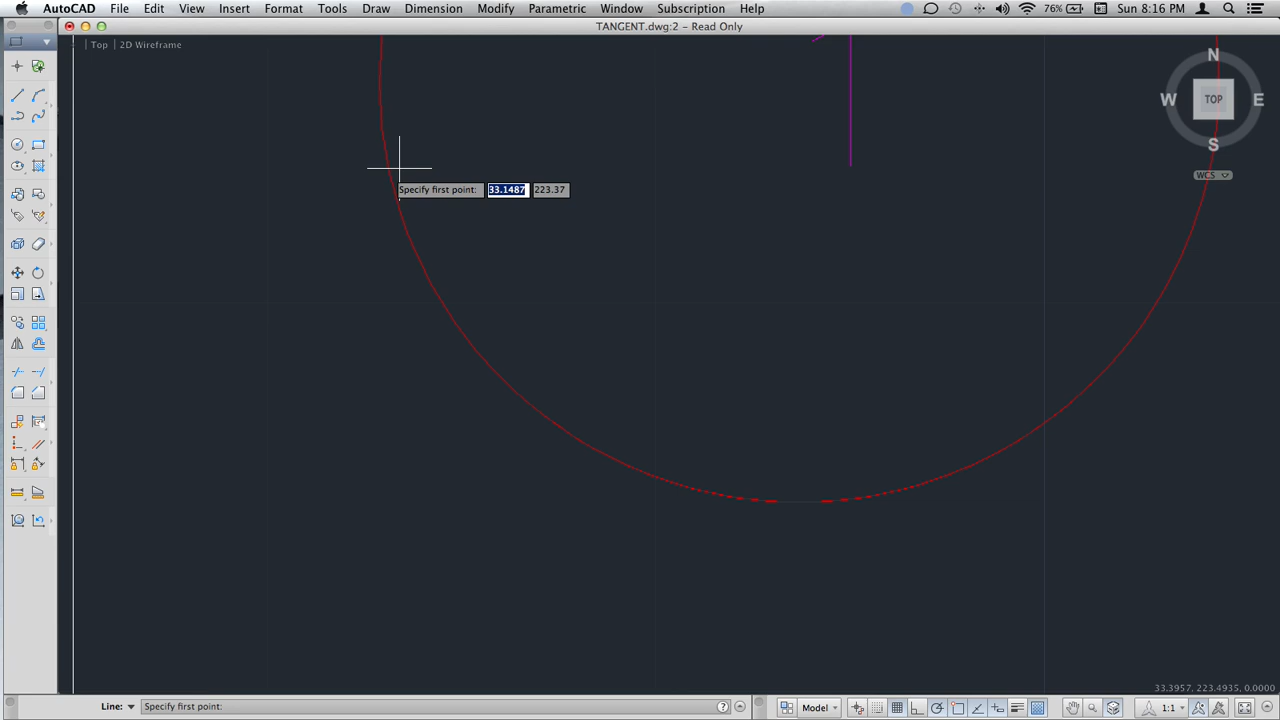 AutoCAD File Edit View Insert Format Tools Draw Dimension Modify Parametric Window Subscription Help 76% Sun 8:16 PM
TANGENT.dwg:2 - Read Only
Top 2D Wireframe
N
W TOP E
S
WCS
Specify first point: 33.1487 223.37
33.3957, 223.4935, 0.0000
Line: Specify first point: ? Model 1:1